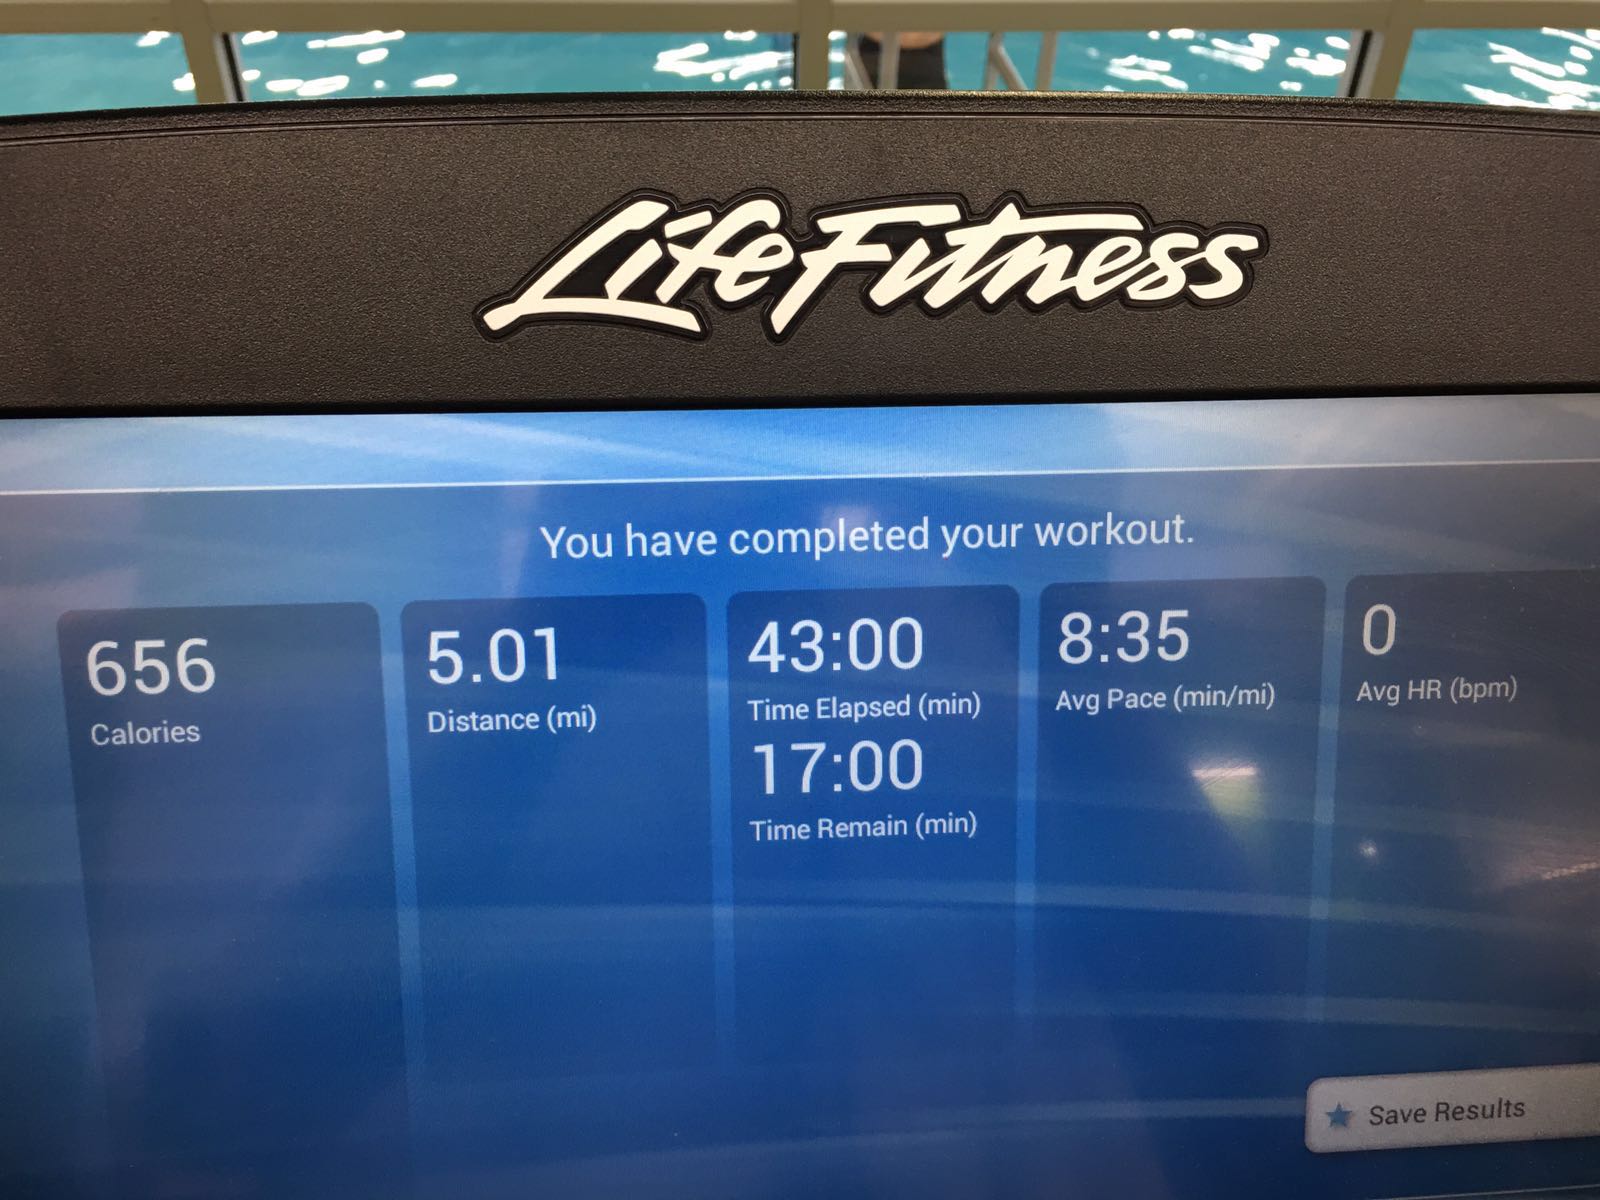 LifeFitness
You have completed your workout.
656
Calories
5.01
Distance (mi)
43:00
Time Elapsed (min)
17:00
Time Remain (min)
8:35
Avg Pace (min/mi)
0
Avg HR (bpm)
Save Results